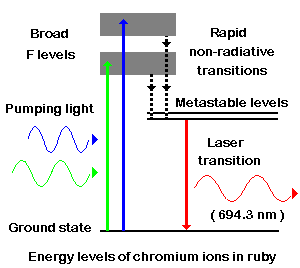 Broad
F levels
Rapid
non-radiative
transitions
Pumping light
Metastable levels
Laser
transition
(694.3 nm)
Ground state
Energy levels of chromium ions in ruby